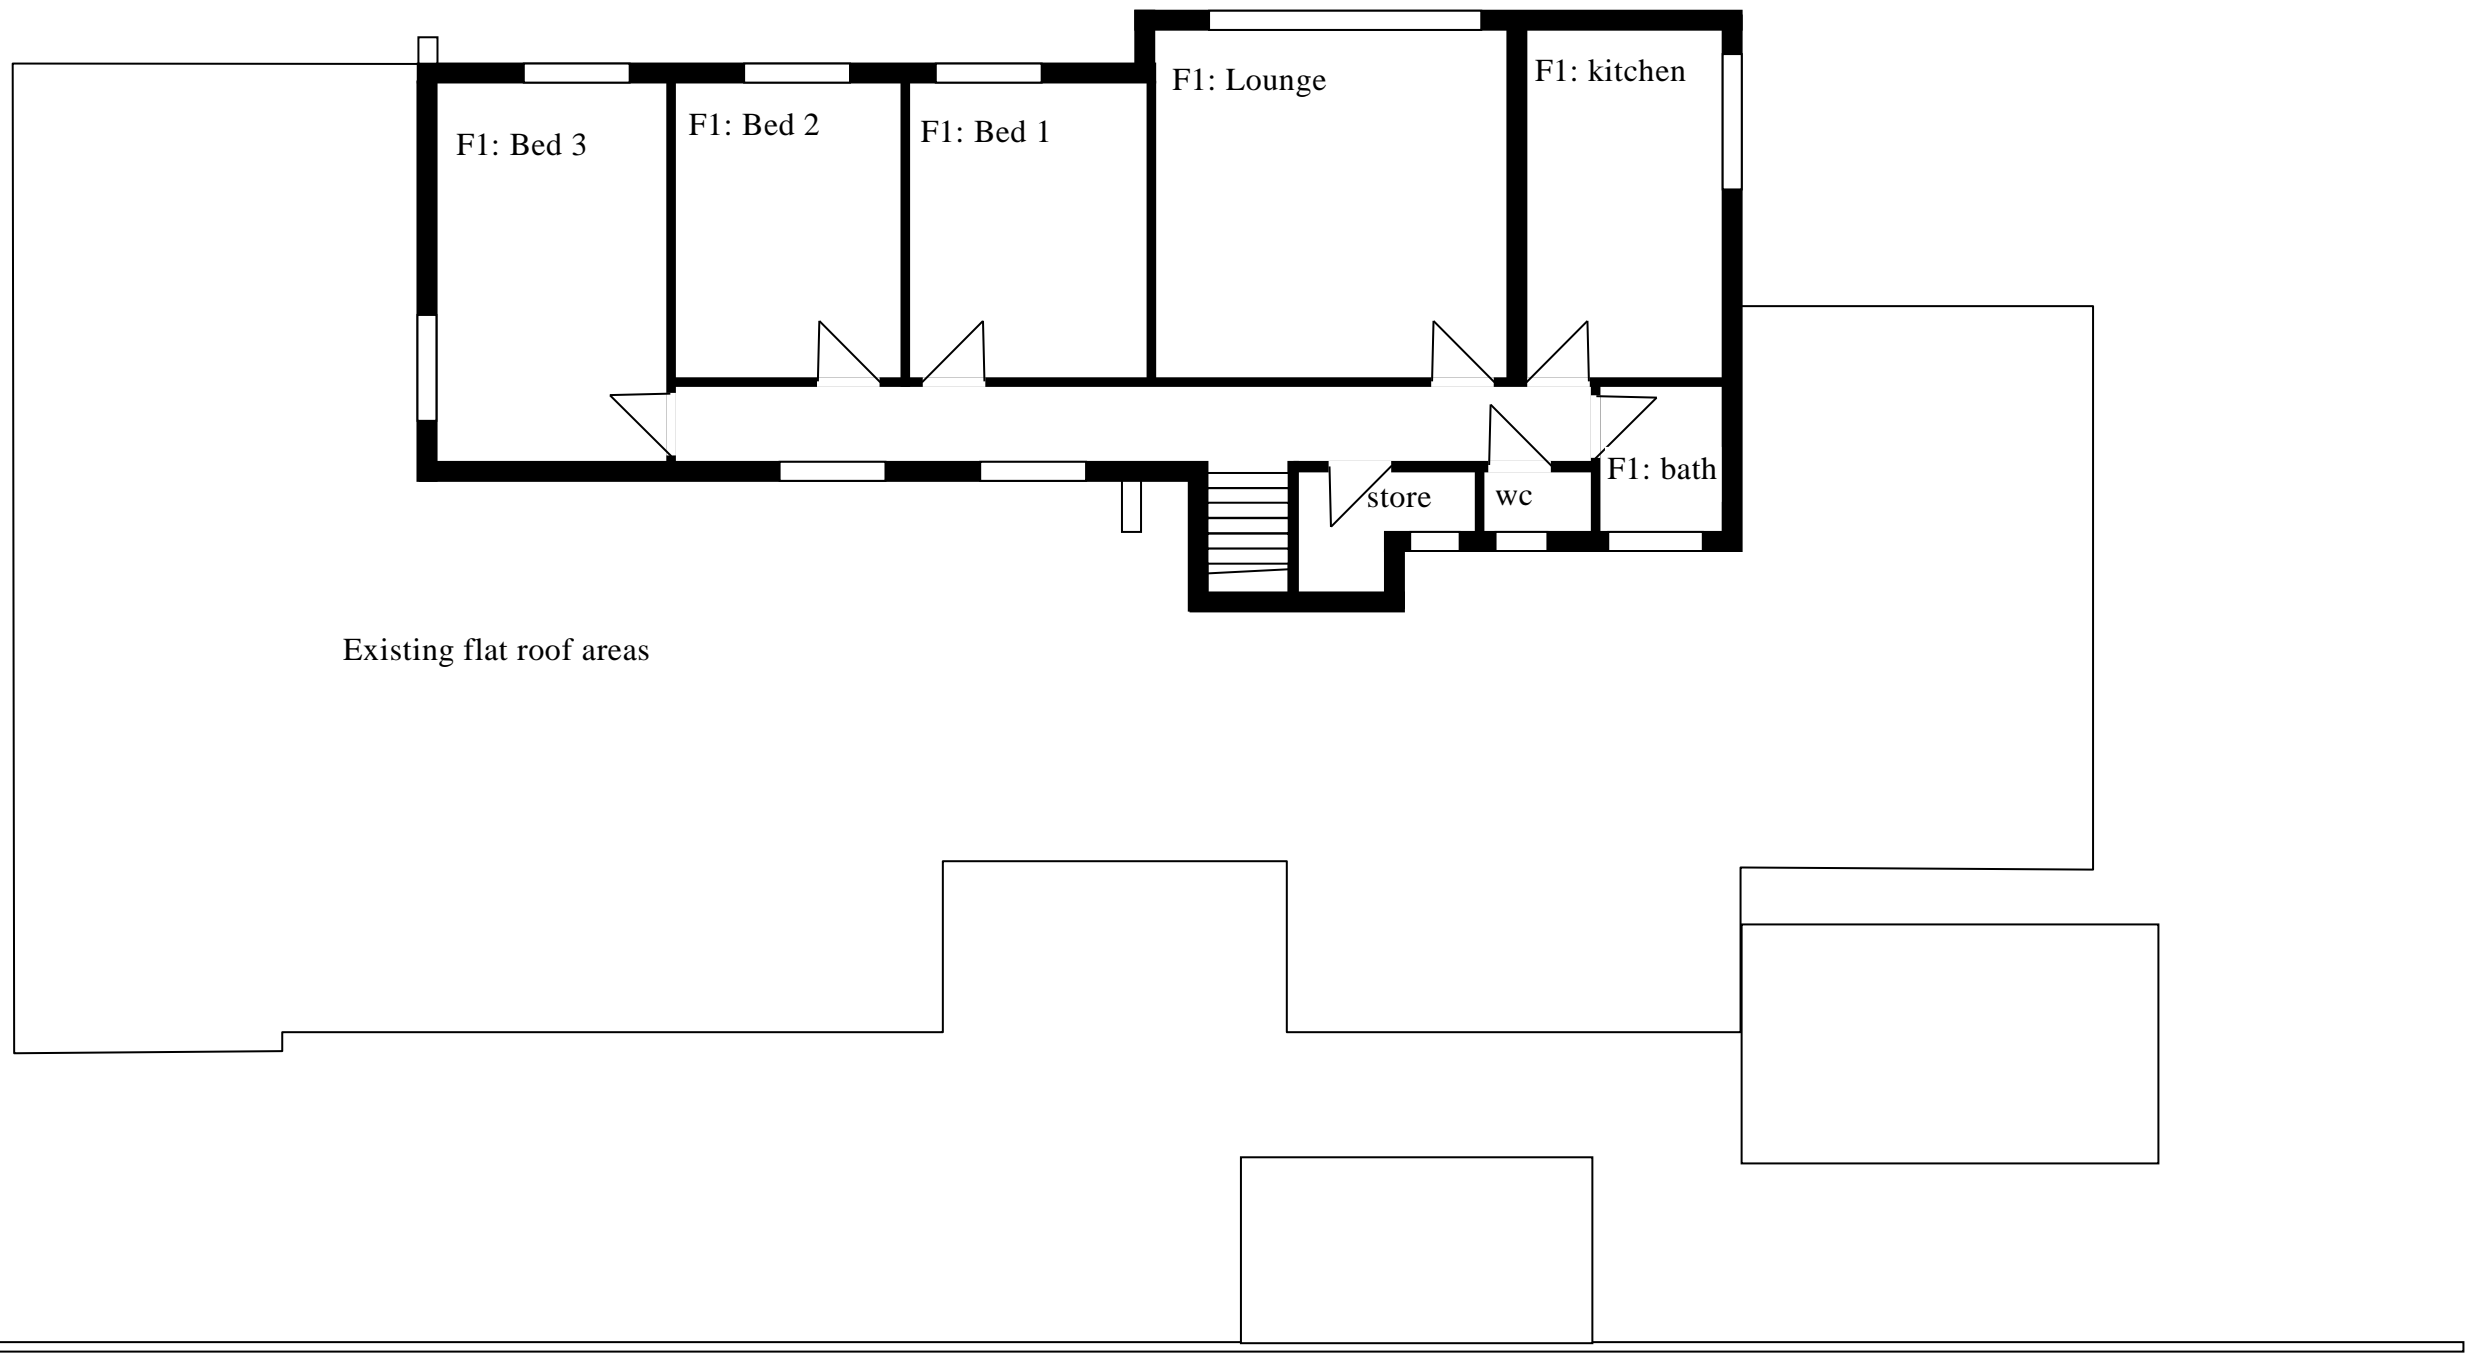 F1: Lounge
F1: kitchen
F1: Bed 3
F1: Bed 2
F1: Bed 1
F1: bath
store
wc
Existing flat roof areas